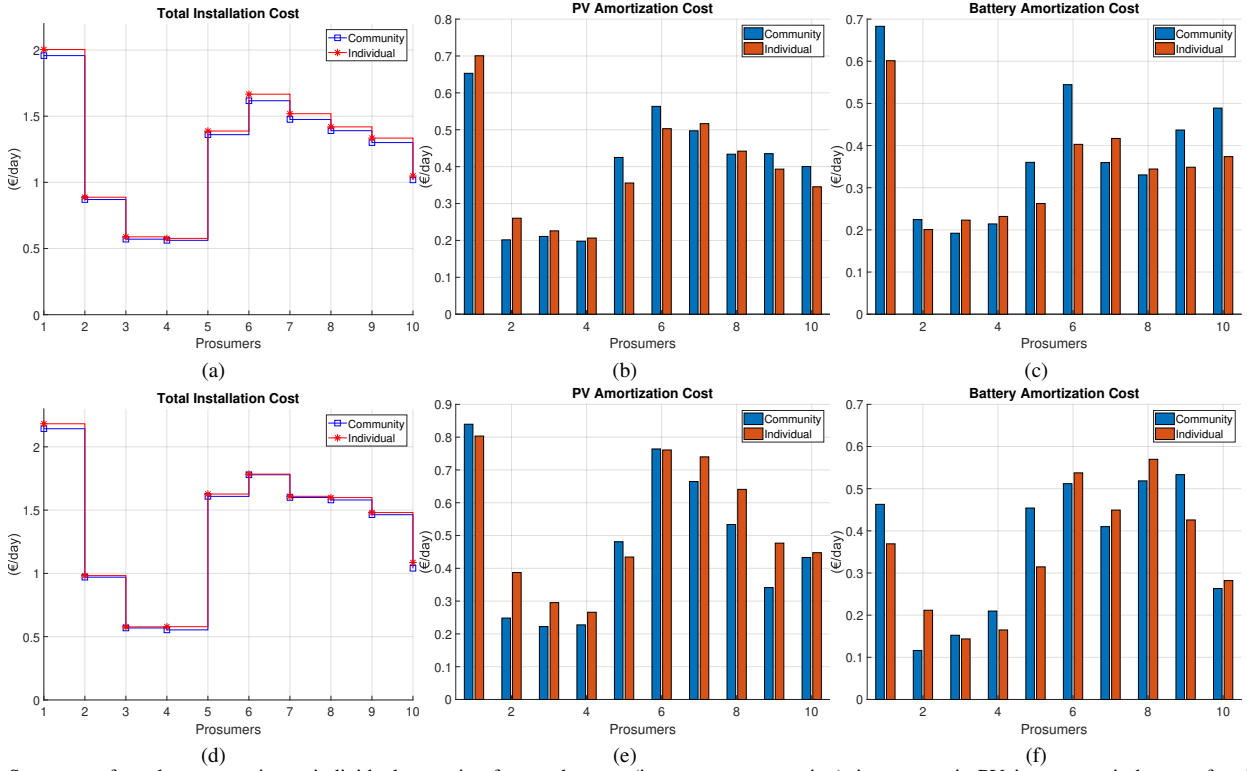 Total Installation Cost
Community
Individual
2
1.5
1
0.5
0
(€/day)
1 2 3 4 5 6 7 8 9 10
Prosumers
(a)
PV Amortization Cost
Community
Individual
0.8
0.7
0.6
0.5
0.4
0.3
0.2
0.1
0
(€/day)
2 4 6 8 10
Prosumers
(b)
Battery Amortization Cost
Community
Individual
0.7
0.6
0.5
0.4
0.3
0.2
0.1
0
(€/day)
2 4 6 8 10
Prosumers
(c)
Total Installation Cost
Community
Individual
2
1.5
1
0.5
0
(€/day)
1 2 3 4 5 6 7 8 9 10
Prosumers
(d)
PV Amortization Cost
Community
Individual
0.9
0.8
0.7
0.6
0.5
0.4
0.3
0.2
0.1
0
(€/day)
2 4 6 8 10
Prosumers
(e)
Battery Amortization Cost
Community
Individual
0.7
0.6
0.5
0.4
0.3
0.2
0.1
0
(€/day)
2 4 6 8 10
Prosumers
(f)